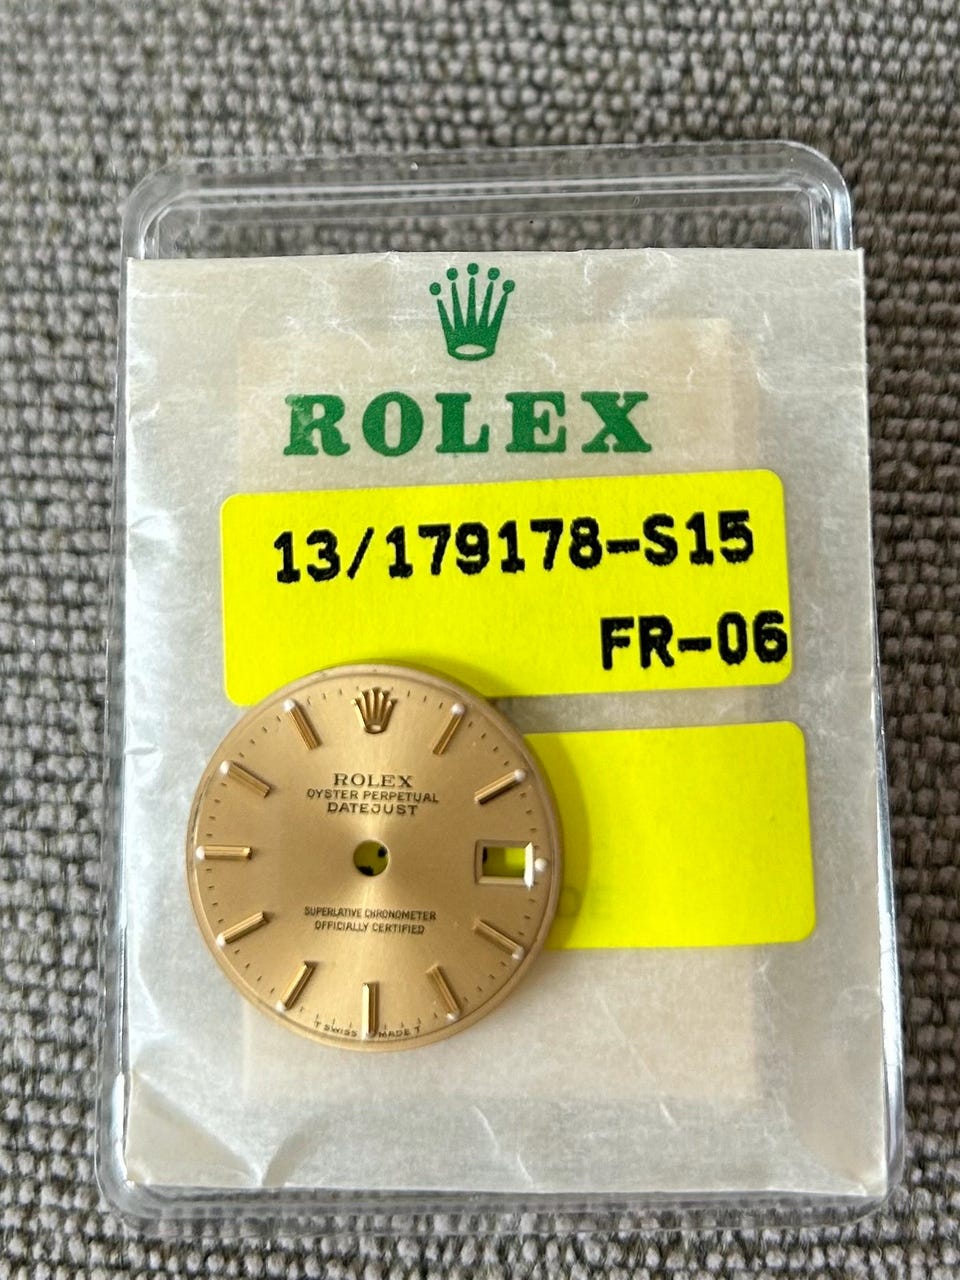 ROLEX
13/179178-S15
FR-06
ROLEX
OYSTER PERPETUAL
DATEJUST
SUPERLATIVE CHRONOMETER
OFFICIALLY CERTIFIED
T SWISS MADE T